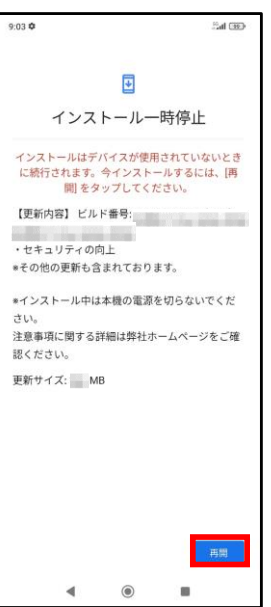 9:03
インストール一時停止
インストールはデバイスが使用されていないとき
に続行されます。今インストールするには、[再
開] をタップしてください。
【更新内容】 ビルド番号:
・セキュリティの向上
※その他の更新も含まれております。
※インストール中は本機の電源を切らないでくだ
さい。
注意事項に関する詳細は弊社ホームページをご確
認ください。
更新サイズ: MB
再開